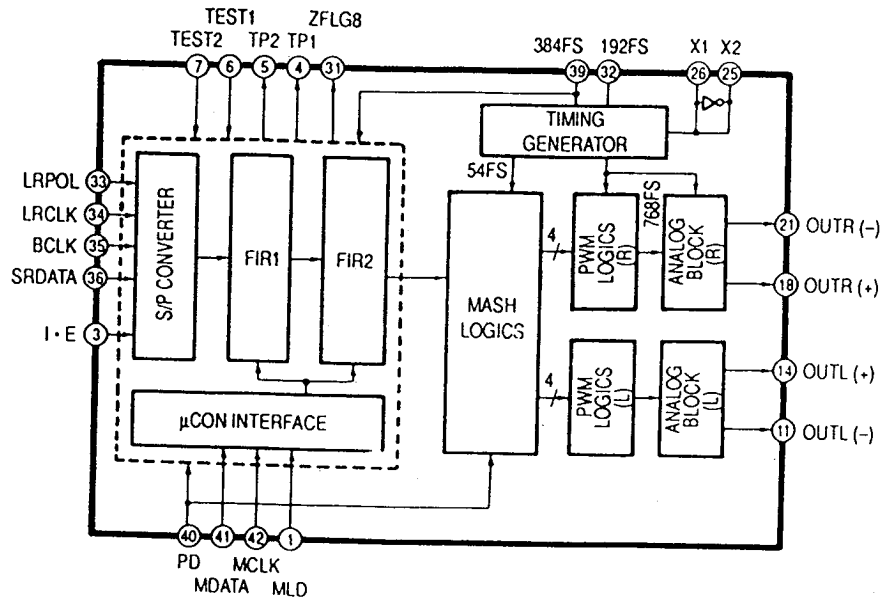 TEST1 ZFLG8
TEST2 TP2 TP1
384FS 192FS X1 X2
7 6 5 4 31
39 32 26 25
TIMING
GENERATOR
LRPOL 33
LRCLK 34
BCLK 35
SRDATA 36
I·E 3
S/P CONVERTER
FIR1
FIR2
54FS
768FS
MASH
LOGICS
4
PWM
LOGICS
(R)
ANALOG
BLOCK
(R)
21 OUTR (−)
18 OUTR (+)
4
PWM
LOGICS
(L)
ANALOG
BLOCK
(L)
14 OUTL (+)
11 OUTL (−)
μCON INTERFACE
40 41 42 1
PD MCLK
MDATA MLD